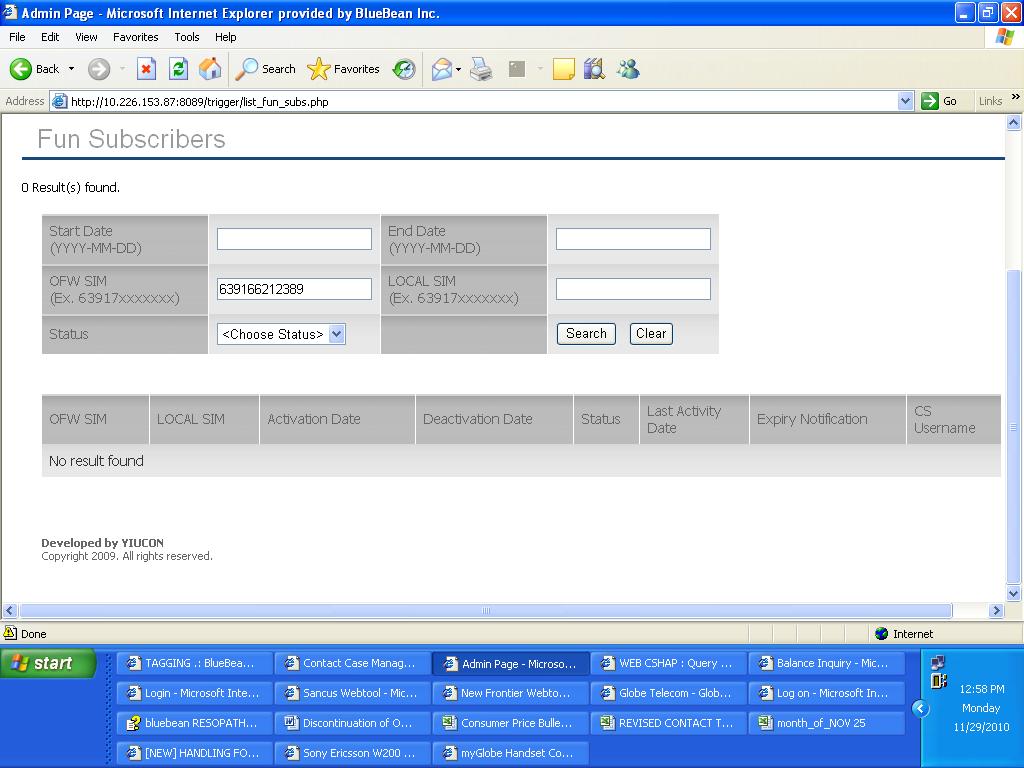 Admin Page - Microsoft Internet Explorer provided by BlueBean Inc.
File Edit View Favorites Tools Help
Back Search Favorites
Address http://10.226.153.87:8089/trigger/list_fun_subs.php Go Links »
Fun Subscribers
0 Result(s) found.
Start Date
(YYYY-MM-DD)
End Date
(YYYY-MM-DD)
OFW SIM
(Ex. 63917xxxxxxx)
639166212389
LOCAL SIM
(Ex. 63917xxxxxxx)
Status
<Choose Status>
Search Clear
OFW SIM LOCAL SIM Activation Date Deactivation Date Status Last Activity Date Expiry Notification CS Username
No result found
Developed by YIUCON
Copyright 2009. All rights reserved.
Done Internet
start
TAGGING .: BlueBea... Contact Case Manag... Admin Page - Microso... WEB CSHAP : Query ... Balance Inquiry - Mic...
Login - Microsoft Inte... Sancus Webtool - Mic... New Frontier Webto... Globe Telecom - Glob... Log on - Microsoft In...
bluebean RESOPATH... Discontinuation of O... Consumer Price Bulle... REVISED CONTACT T... month_of_NOV 25
[NEW] HANDLING FO... Sony Ericsson W200 ... myGlobe Handset Co...
12:58 PM
Monday
11/29/2010